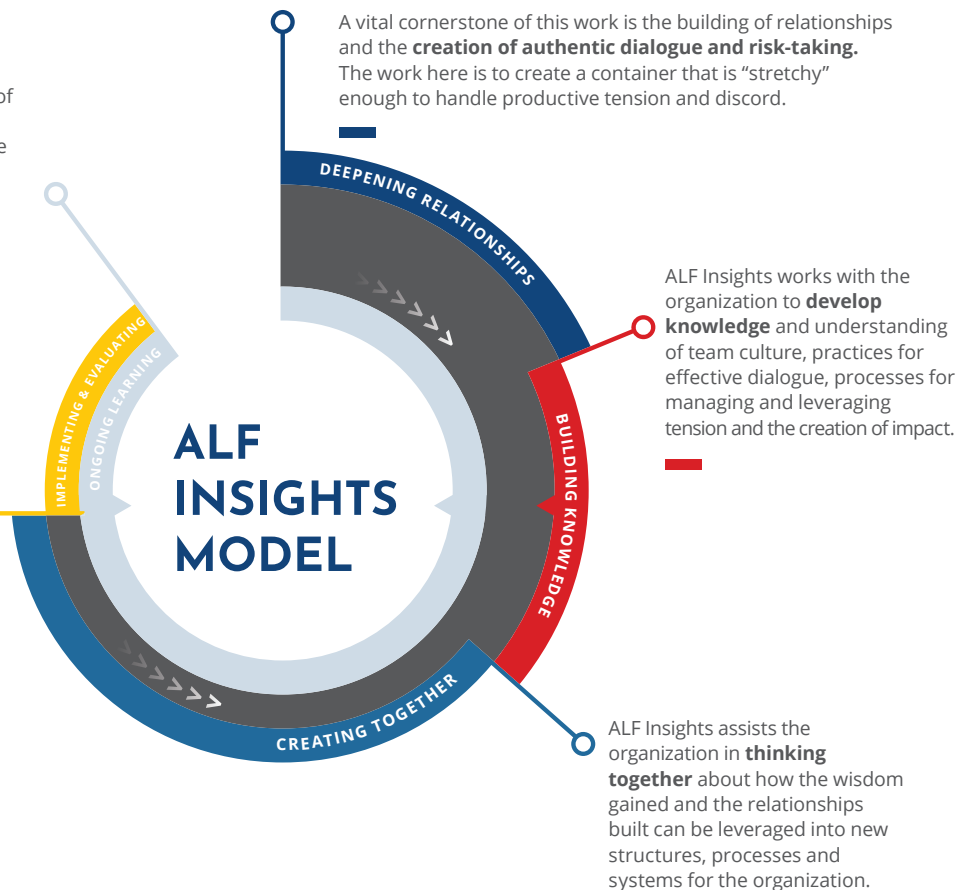 A vital cornerstone of this work is the building of relationships
and the creation of authentic dialogue and risk-taking.
The work here is to create a container that is “stretchy”
enough to handle productive tension and discord.
of
e
DEEPENING RELATIONSHIPS
ALF Insights works with the
organization to develop
knowledge and understanding
of team culture, practices for
effective dialogue, processes for
managing and leveraging
tension and the creation of impact.
BUILDING KNOWLEDGE
IMPLEMENTING & EVALUATING
ONGOING LEARNING
ALF
INSIGHTS
MODEL
CREATING TOGETHER
ALF Insights assists the
organization in thinking
together about how the wisdom
gained and the relationships
built can be leveraged into new
structures, processes and
systems for the organization.